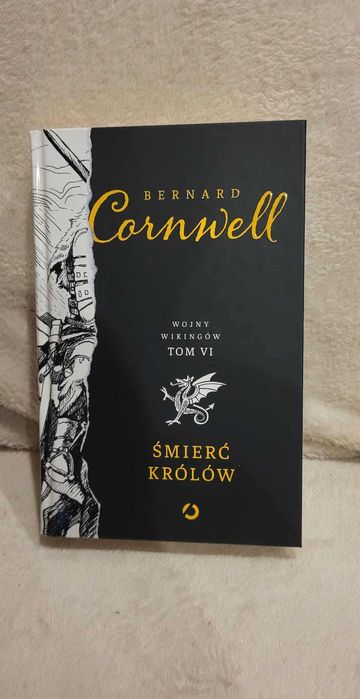 BERNARD
Cornwell
WOJNY
WIKINGÓW
TOM VI
ŚMIERĆ
KRÓLÓW